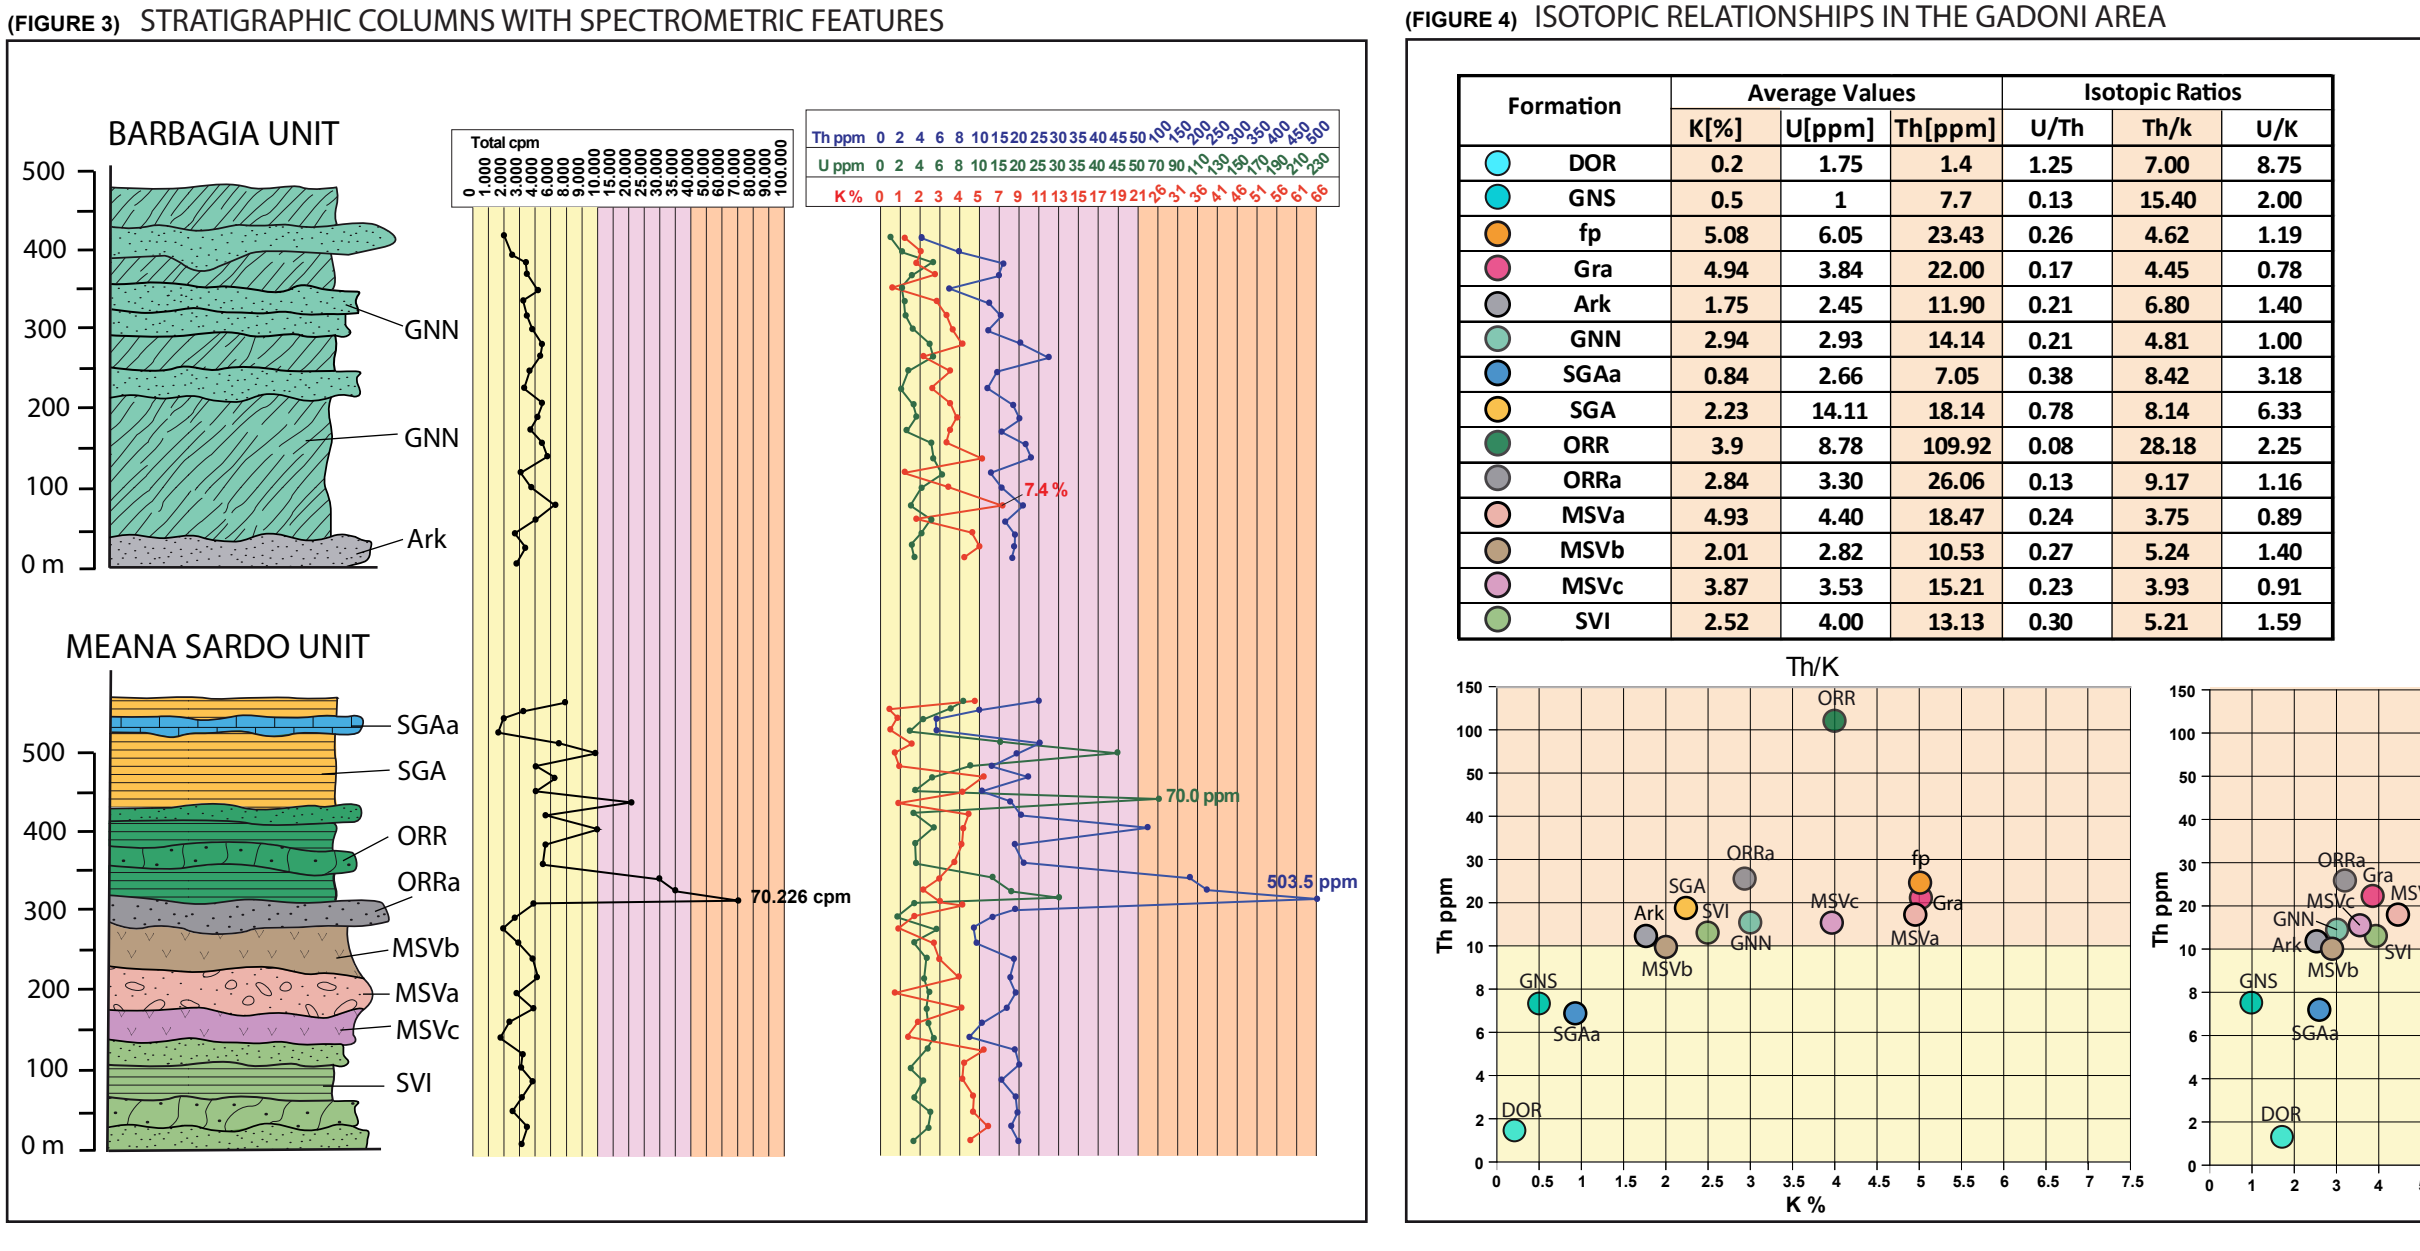 (FIGURE 3) STRATIGRAPHIC COLUMNS WITH SPECTROMETRIC FEATURES
BARBAGIA UNIT
500
400
300
200
100
0 m
GNN
GNN
Ark
MEANA SARDO UNIT
500
400
300
200
100
0 m
SGAa
SGA
ORR
ORRa
MSVb
MSVa
MSVc
SVI
Total cpm
0 1.000 2.000 3.000 4.000 6.000 8.000 9.000 10.000 15.000 20.000 25.000 30.000 35.000 40.000 50.000 60.000 70.000 80.000 90.000 100.000
70.226 cpm
Th ppm 0 2 4 6 8 10 15 20 25 30 35 40 45 50 100 150 200 250 300 350 400 450 500
U ppm 0 2 4 6 8 10 15 20 25 30 35 40 45 50 70 90 110 130 150 170 190 210 230
K % 0 1 2 3 4 5 7 9 11 13 15 17 19 21 26 31 36 41 46 51 56 61 66
7.4 %
70.0 ppm
503.5 ppm
(FIGURE 4) ISOTOPIC RELATIONSHIPS IN THE GADONI AREA
Formation Average Values Isotopic Ratios
K[%] U[ppm] Th[ppm] U/Th Th/k U/K
DOR 0.2 1.75 1.4 1.25 7.00 8.75
GNS 0.5 1 7.7 0.13 15.40 2.00
fp 5.08 6.05 23.43 0.26 4.62 1.19
Gra 4.94 3.84 22.00 0.17 4.45 0.78
Ark 1.75 2.45 11.90 0.21 6.80 1.40
GNN 2.94 2.93 14.14 0.21 4.81 1.00
SGAa 0.84 2.66 7.05 0.38 8.42 3.18
SGA 2.23 14.11 18.14 0.78 8.14 6.33
ORR 3.9 8.78 109.92 0.08 28.18 2.25
ORRa 2.84 3.30 26.06 0.13 9.17 1.16
MSVa 4.93 4.40 18.47 0.24 3.75 0.89
MSVb 2.01 2.82 10.53 0.27 5.24 1.40
MSVc 3.87 3.53 15.21 0.23 3.93 0.91
SVI 2.52 4.00 13.13 0.30 5.21 1.59
Th/K
150
100
50
40
30
20
10
8
6
4
2
0
Th ppm
ORR
ORRa
fp
SGA
Ark
SVI
MSVc
Gra
GNN
MSVa
MSVb
GNS
SGAa
DOR
0 0.5 1 1.5 2 2.5 3 3.5 4 4.5 5 5.5 6 6.5 7 7.5
K %
150
100
50
40
30
20
10
8
6
4
2
0
Th ppm
ORRa
Gra
MSV
MSVc
GNN
Ark
SVI
MSVb
GNS
SGAa
DOR
0 1 2 3 4